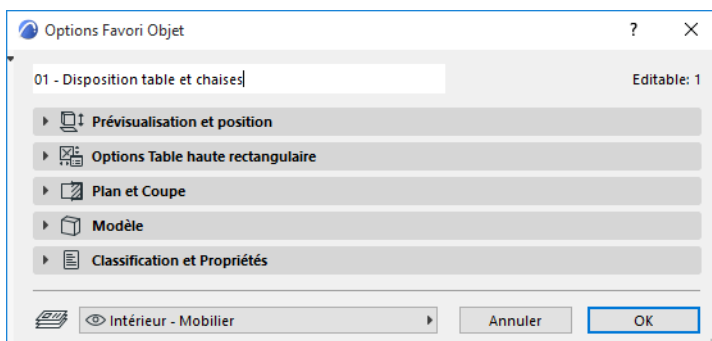 Options Favori Objet
?
01 - Disposition table et chaises
Editable: 1
Prévisualisation et position
Options Table haute rectangulaire
Plan et Coupe
Modèle
Classification et Propriétés
Intérieur - Mobilier
Annuler
OK